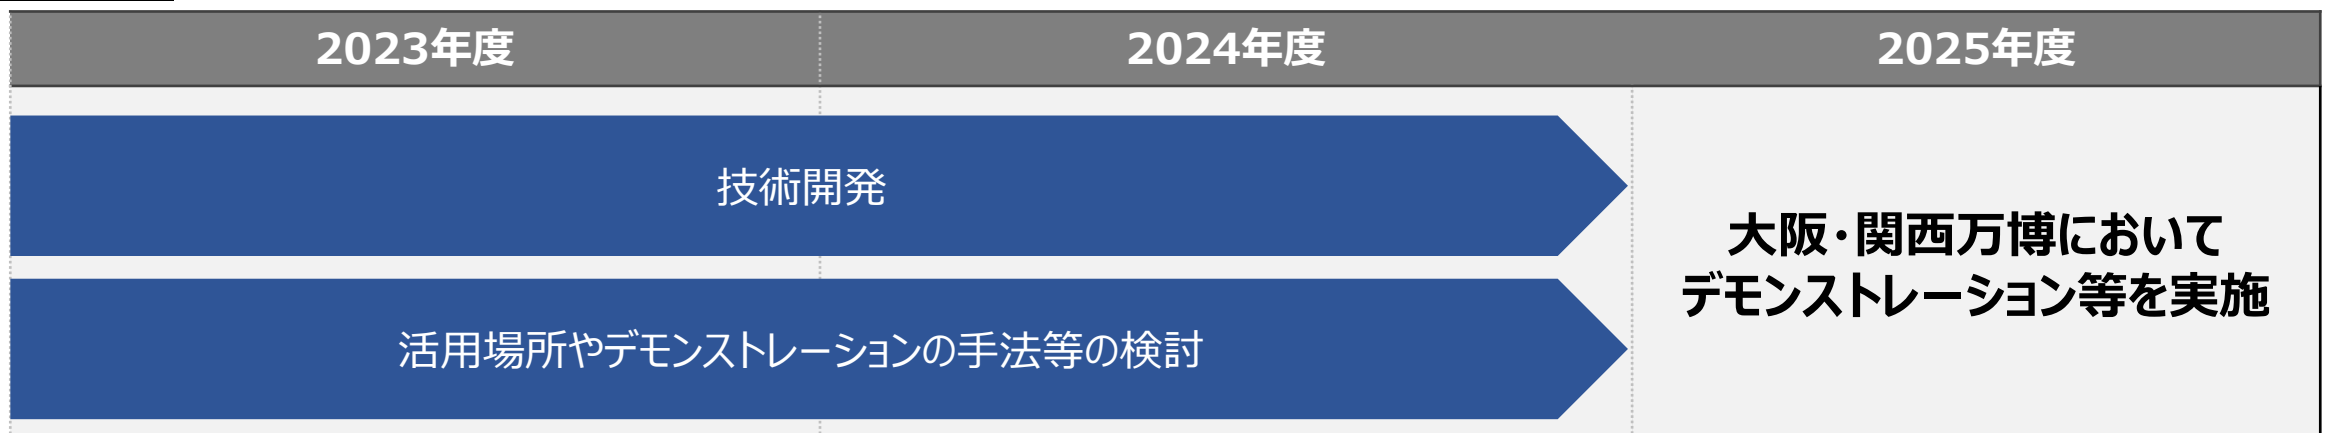 2023年度
2024年度
2025年度
技術開発
活用場所やデモンストレーションの手法等の検討
大阪・関西万博において
デモンストレーション等を実施